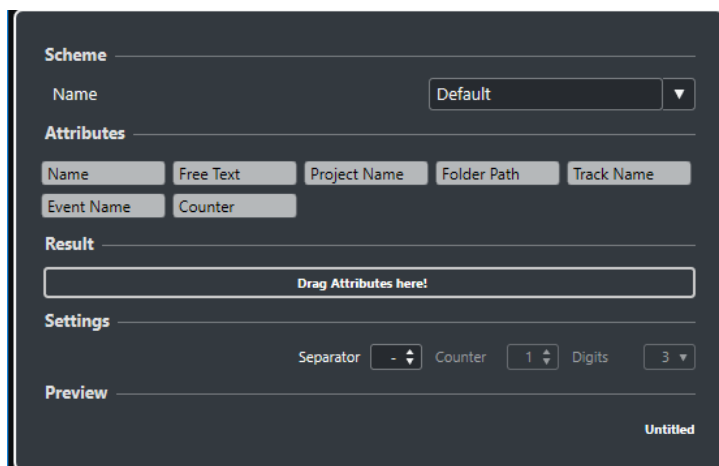 Scheme
Name Default
Attributes
Name Free Text Project Name Folder Path Track Name
Event Name Counter
Result
Drag Attributes here!
Settings
Separator - Counter 1 Digits 3
Preview
Untitled